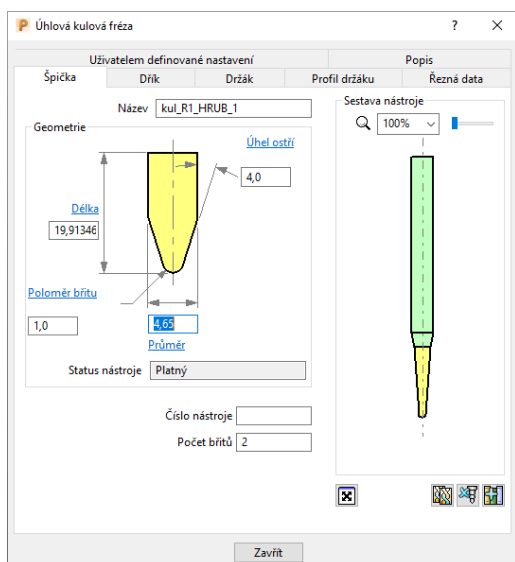 Úhlová kulová fréza
?
Uživatelem definované nastavení
Popis
Špička
Dřík
Držák
Profil držáku
Řezná data
Název
kul_R1_HRUB_1
Geometrie
Úhel ostří
4,0
Délka
19,91346
Poloměr břitu
1,0
4,65
Průměr
Status nástroje
Platný
Číslo nástroje
Počet břitů
2
Sestava nástroje
100%
Zavřít